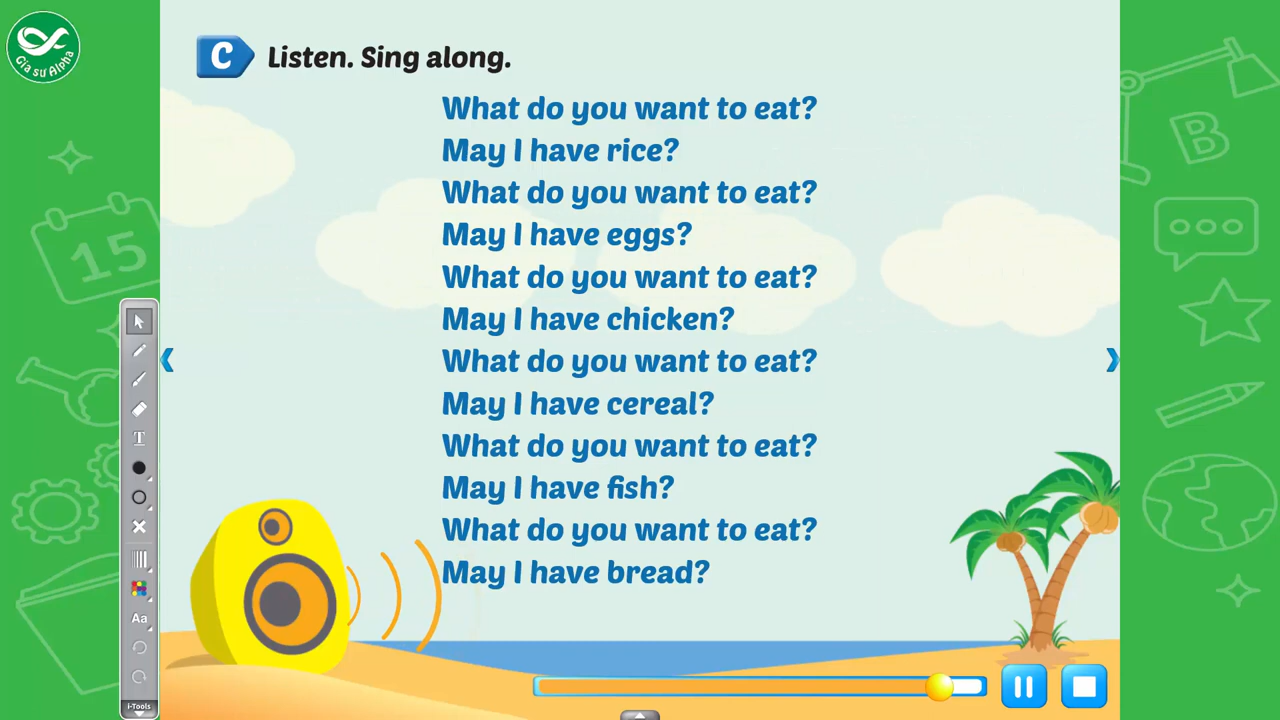 Gia sư Alpha
C Listen. Sing along.
What do you want to eat?
May I have rice?
What do you want to eat?
May I have eggs?
What do you want to eat?
May I have chicken?
What do you want to eat?
May I have cereal?
What do you want to eat?
May I have fish?
What do you want to eat?
May I have bread?
15
B
T
Aa
i-Tools